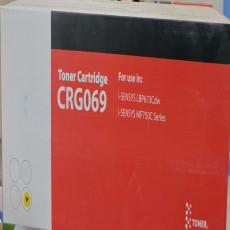 Toner Cartridge
CRG069
For use in:
i-SENSYS LBP673Cdw
i-SENSYS MF750C Series
Y
TONER.